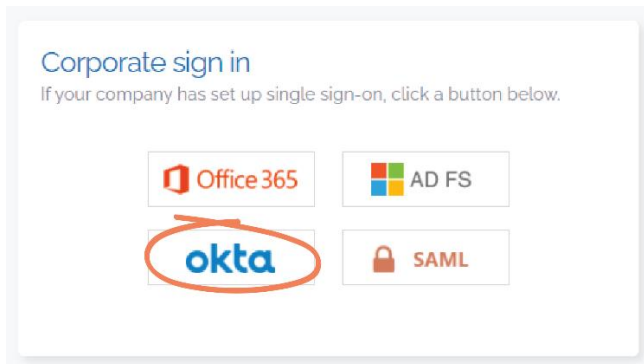 Corporate sign in
If your company has set up single sign-on, click a button below.
Office 365
AD FS
okta
SAML